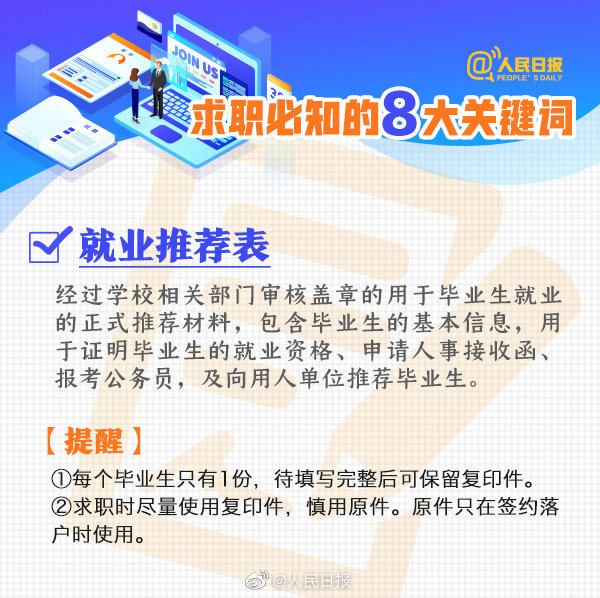 JOIN US
@人民日报
PEOPLE'S DAILY
求职必知的8大关键词
就业推荐表
经过学校相关部门审核盖章的用于毕业生就业
的正式推荐材料，包含毕业生的基本信息，用
于证明毕业生的就业资格、申请人事接收函、
报考公务员，及向用人单位推荐毕业生。
【提醒】
①每个毕业生只有1份，待填写完整后可保留复印件。
②求职时尽量使用复印件，慎用原件。原件只在签约落
户时使用。
@人民日报